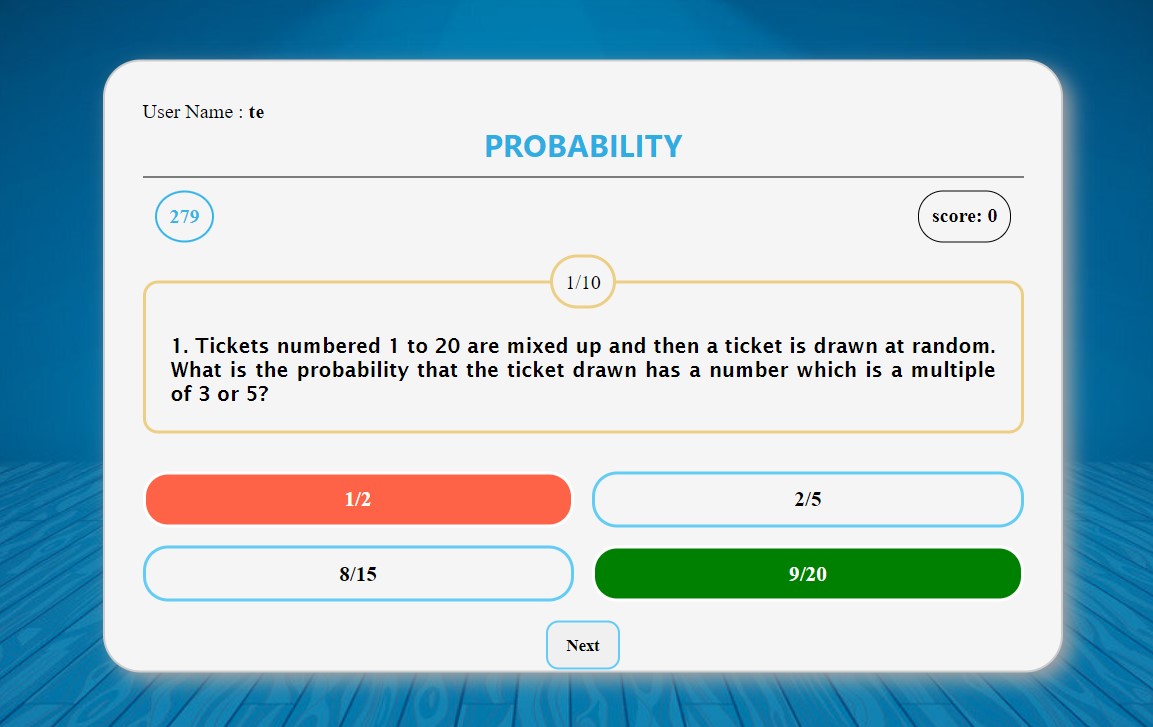 User Name : te
PROBABILITY
279
score: 0
1/10
1. Tickets numbered 1 to 20 are mixed up and then a ticket is drawn at random.
What is the probability that the ticket drawn has a number which is a multiple
of 3 or 5?
1/2
2/5
8/15
9/20
Next